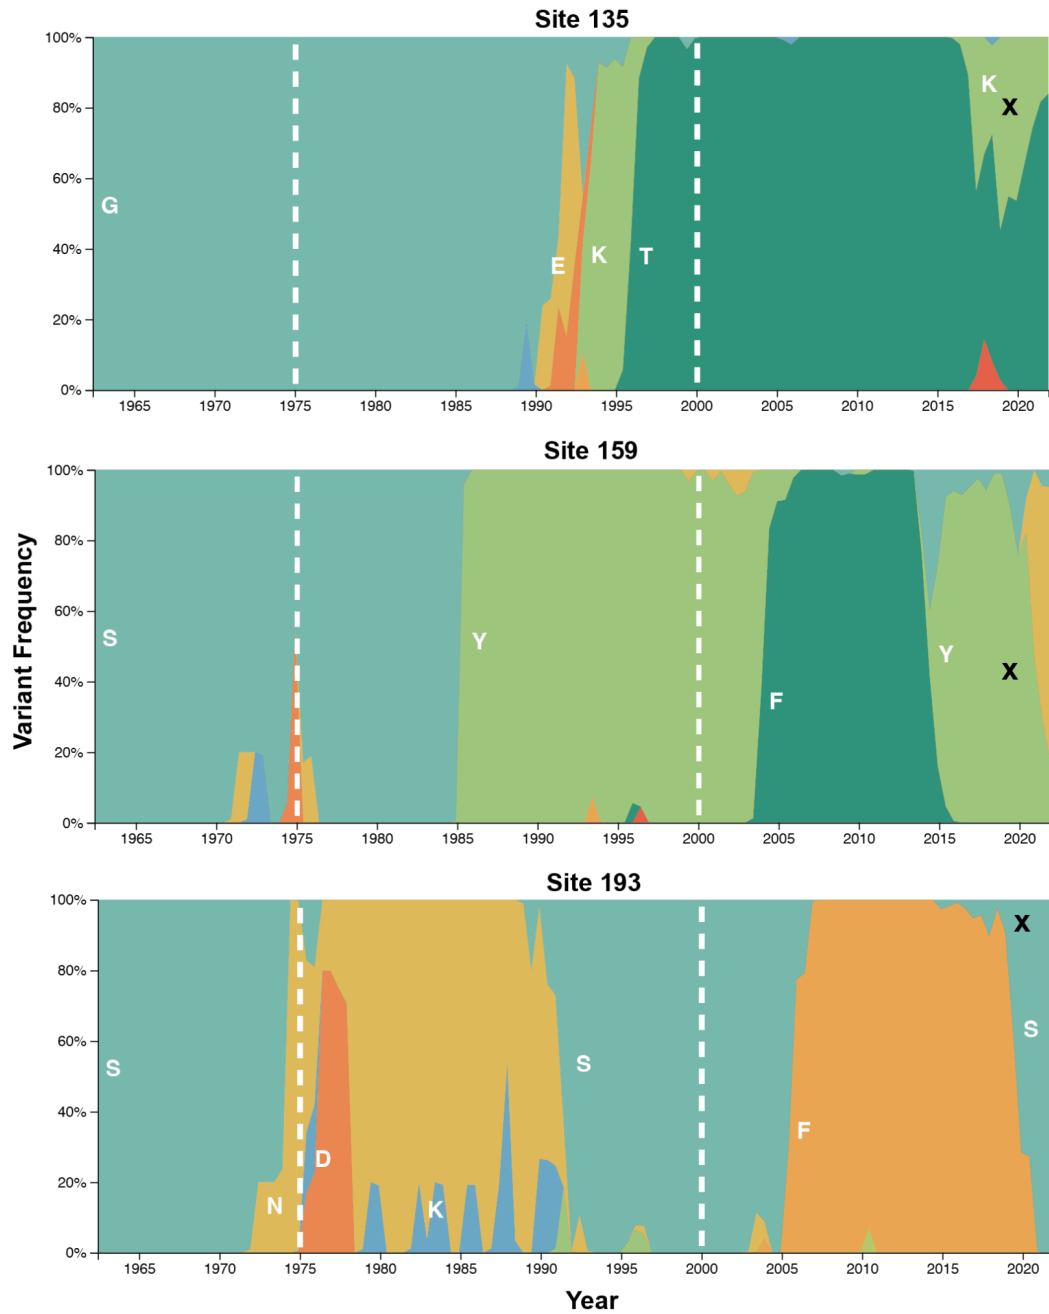 Site 135
100%
80%
60%
40%
20%
0%
G
E
K
T
K
X
1965 1970 1975 1980 1985 1990 1995 2000 2005 2010 2015 2020
Variant Frequency
Site 159
100%
80%
60%
40%
20%
0%
S
Y
F
Y
X
1965 1970 1975 1980 1985 1990 1995 2000 2005 2010 2015 2020
Site 193
100%
80%
60%
40%
20%
0%
S
N
D
K
S
F
X
S
1965 1970 1975 1980 1985 1990 1995 2000 2005 2010 2015 2020
Year